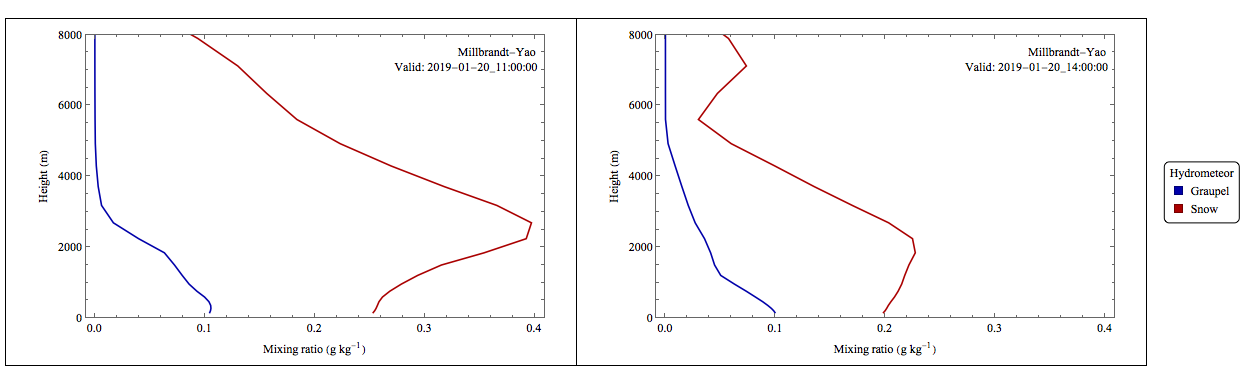 Millbrandt–Yao
Valid: 2019–01–20_11:00:00
8000
6000
4000
2000
0
Height (m)
0.0 0.1 0.2 0.3 0.4
Mixing ratio (g kg⁻¹)
Millbrandt–Yao
Valid: 2019–01–20_14:00:00
8000
6000
4000
2000
0
Height (m)
0.0 0.1 0.2 0.3 0.4
Mixing ratio (g kg⁻¹)
Hydrometeor
Graupel
Snow